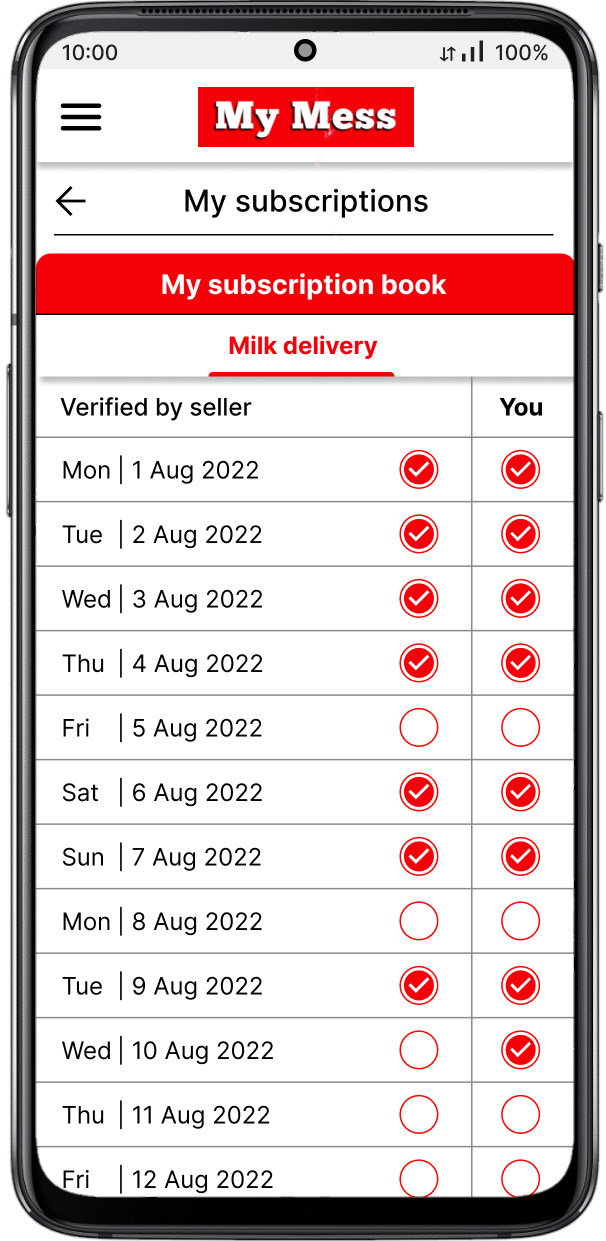 10:00 100%
My Mess
My subscriptions
My subscription book
Milk delivery
Verified by seller You
Mon | 1 Aug 2022
Tue | 2 Aug 2022
Wed | 3 Aug 2022
Thu | 4 Aug 2022
Fri | 5 Aug 2022
Sat | 6 Aug 2022
Sun | 7 Aug 2022
Mon | 8 Aug 2022
Tue | 9 Aug 2022
Wed | 10 Aug 2022
Thu | 11 Aug 2022
Fri | 12 Aug 2022